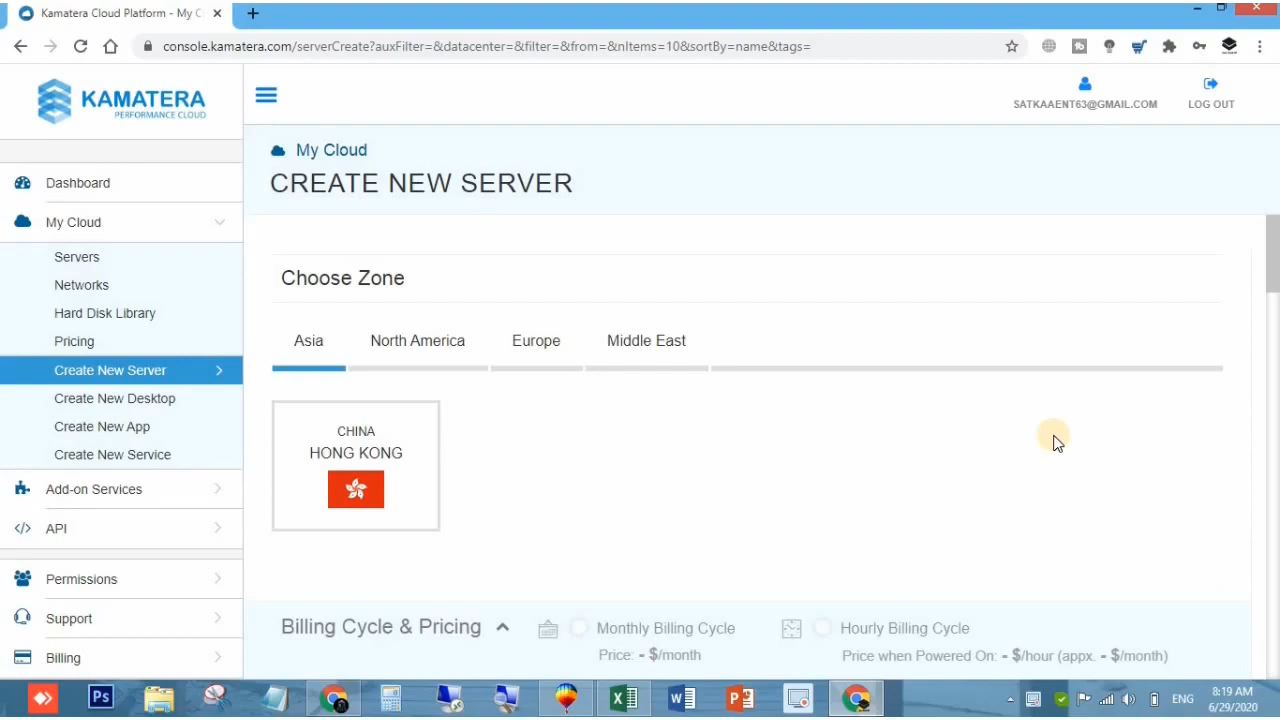 Kamatera Cloud Platform - My C
console.kamatera.com/serverCreate?auxFilter=&datacenter=&filter=&from=&nItems=10&sortBy=name&tags=
KAMATERA
PERFORMANCE CLOUD
SATKAAENT63@GMAIL.COM
LOG OUT
My Cloud
CREATE NEW SERVER
Dashboard
My Cloud
Servers
Networks
Hard Disk Library
Pricing
Create New Server
Create New Desktop
Create New App
Create New Service
Add-on Services
API
Permissions
Support
Billing
Choose Zone
Asia
North America
Europe
Middle East
CHINA
HONG KONG
Billing Cycle & Pricing
Monthly Billing Cycle
Price: - $/month
Hourly Billing Cycle
Price when Powered On: - $/hour (appx. - $/month)
Ps
ENG
8:19 AM
6/29/2020